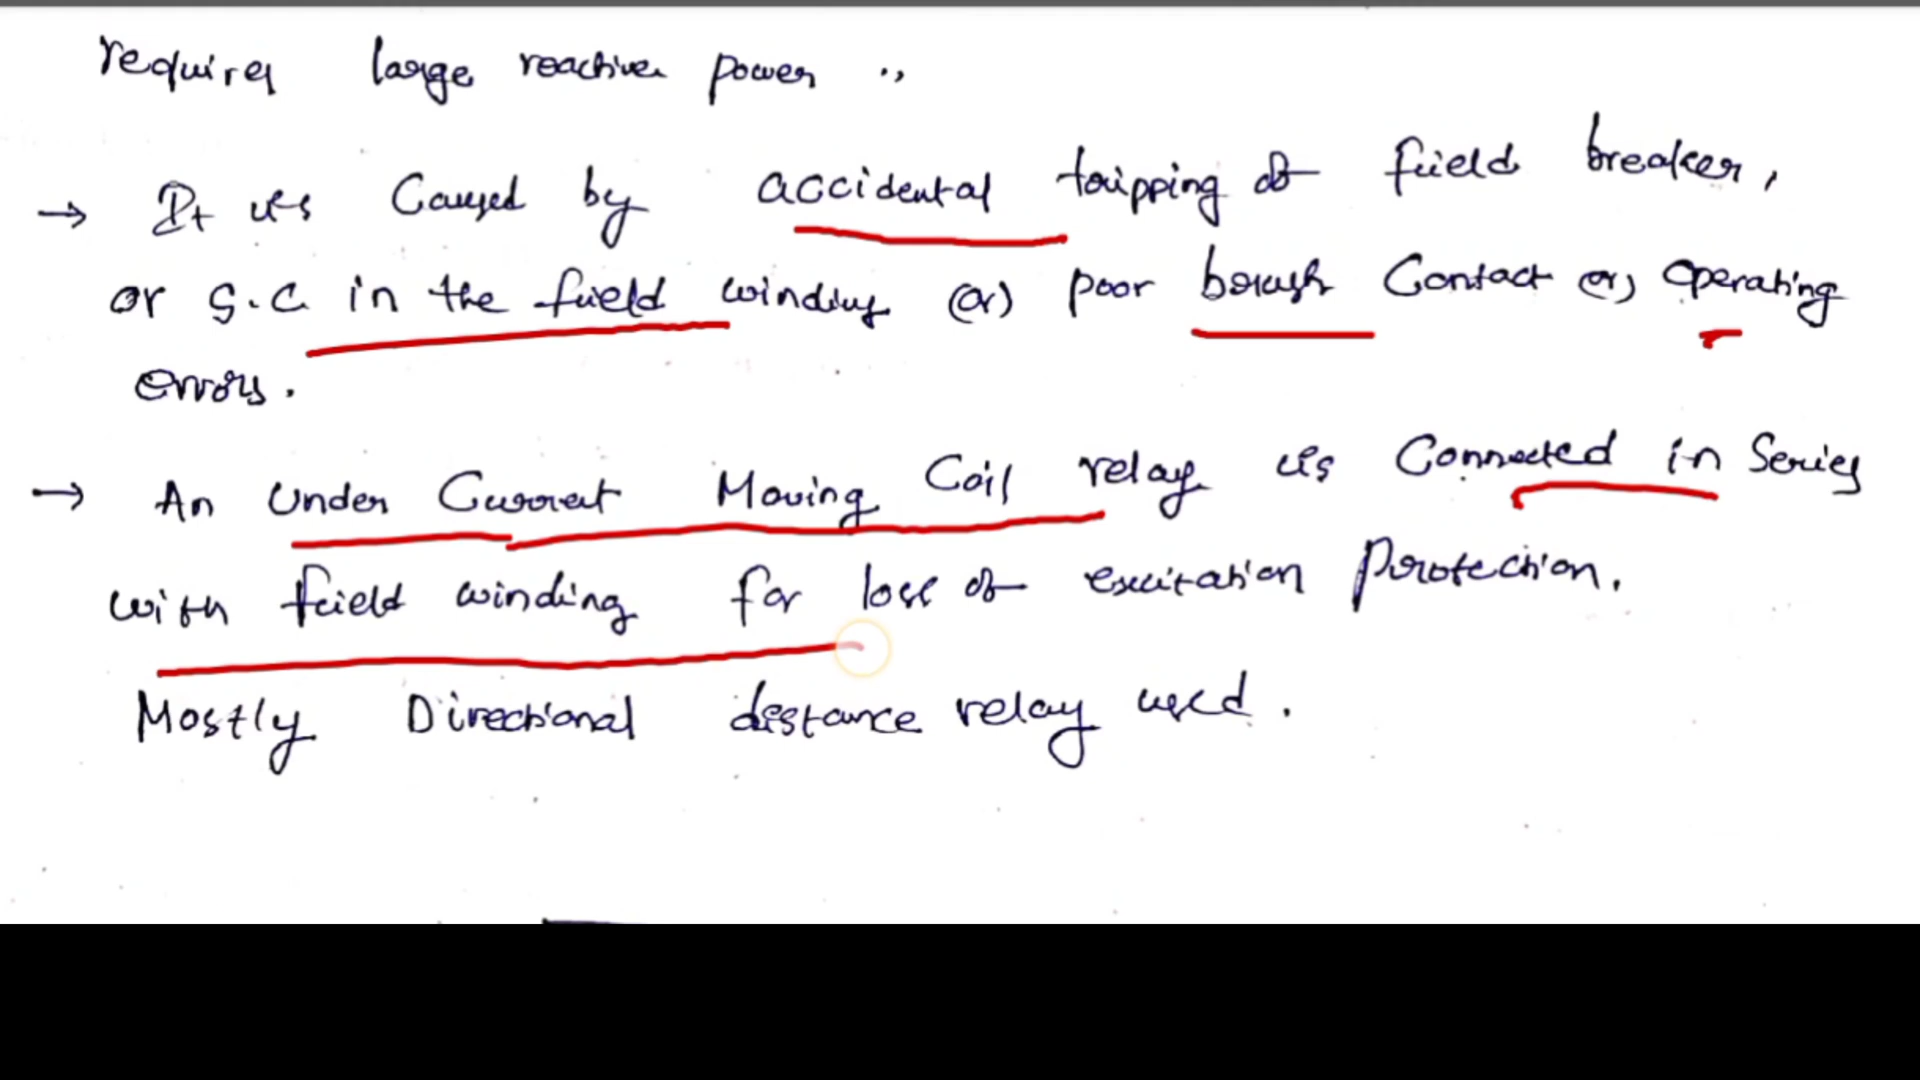 requires large reactive power .,
→ It is Caused by accidental tripping of field breaker,
or S.C in the field winding (or) poor brush Contact or) operating
errors.
→ An Under Current Moving Coil relay is Connected in Series
with field winding for loss of excitation protection.
Mostly Directional distance relay used.